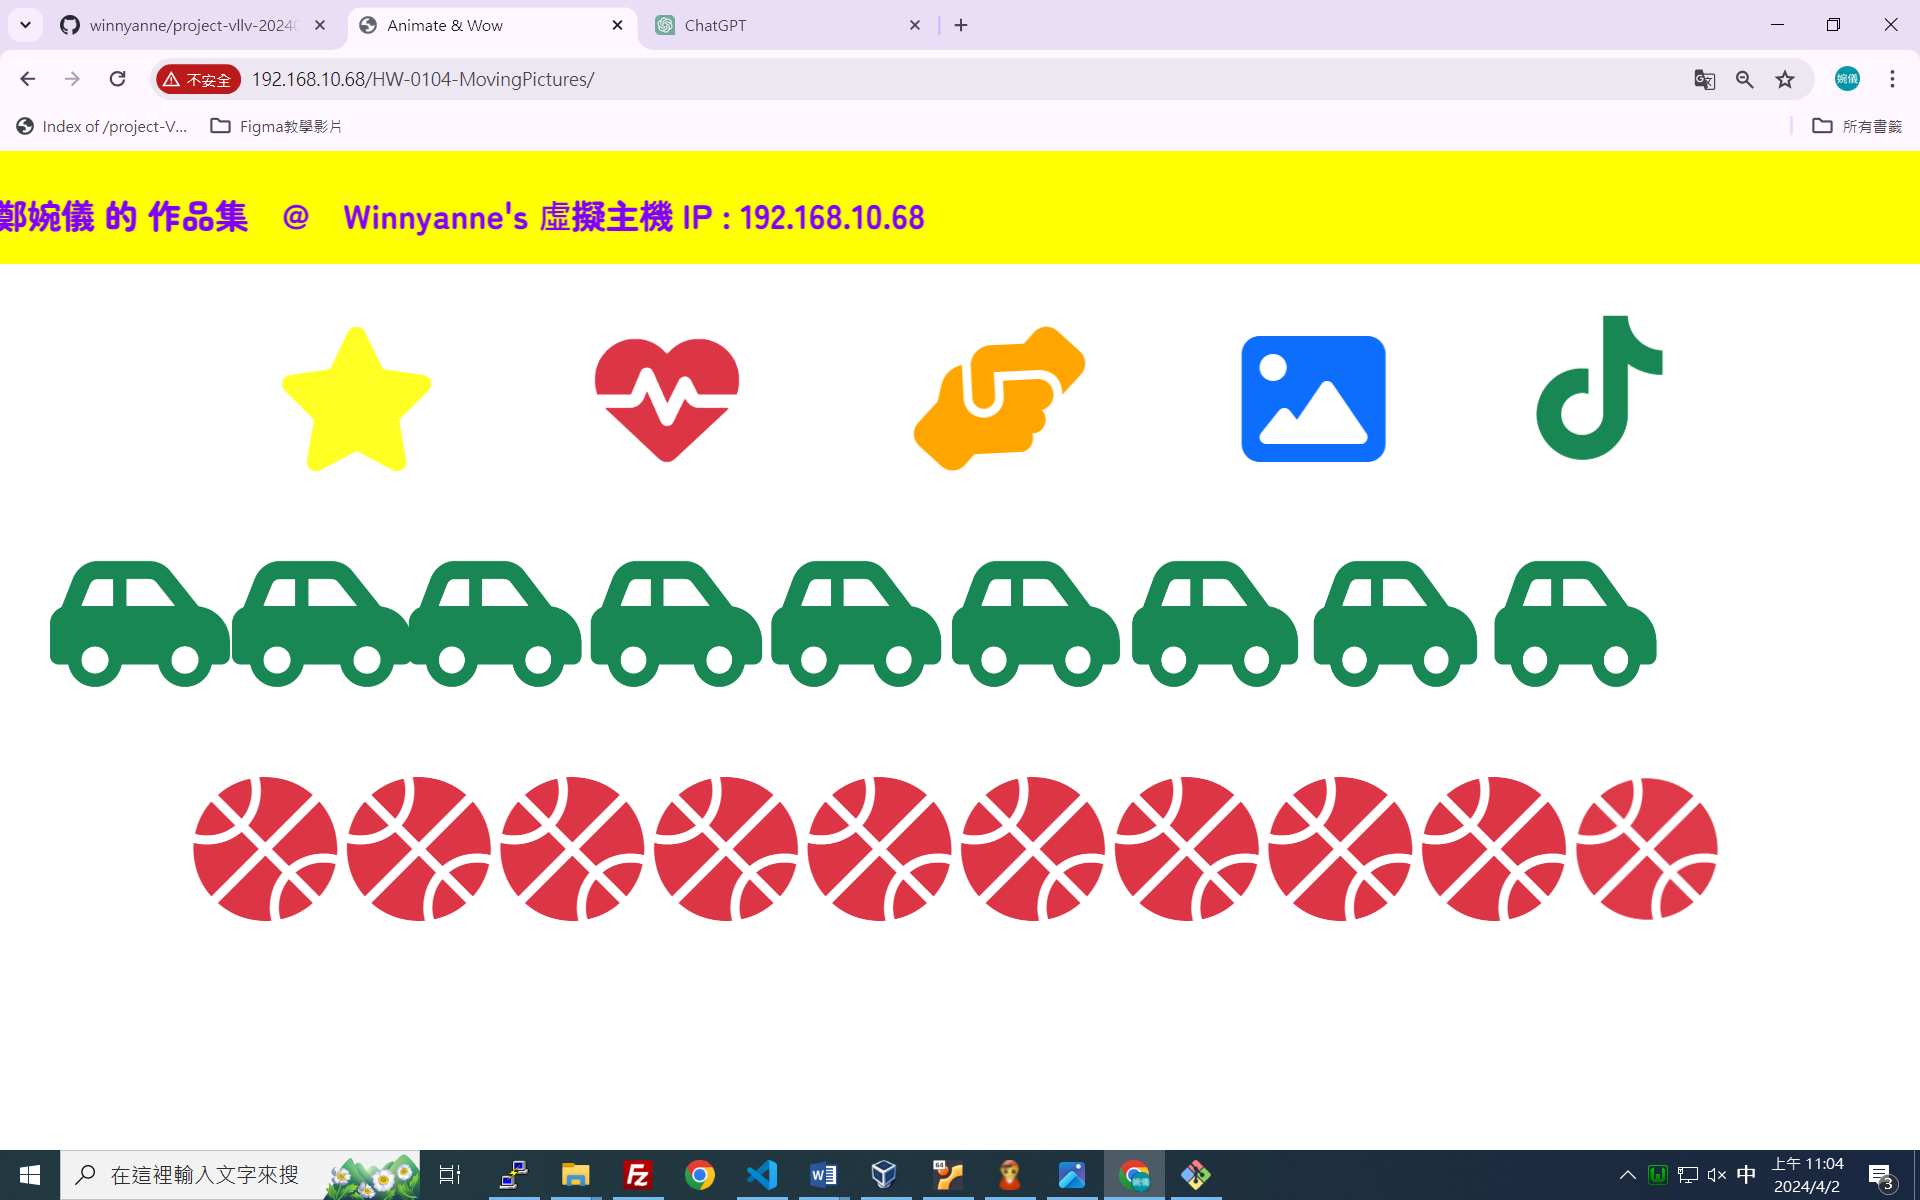 winnyanne/project-vllv-2024
Animate & Wow
ChatGPT
不安全
192.168.10.68/HW-0104-MovingPictures/
婉儀
Index of /project-V...
Figma教學影片
所有書籤
鄭婉儀 的 作品集 @ Winnyanne's 虛擬主機 IP : 192.168.10.68
在這裡輸入文字來搜
中
上午 11:04
2024/4/2
3